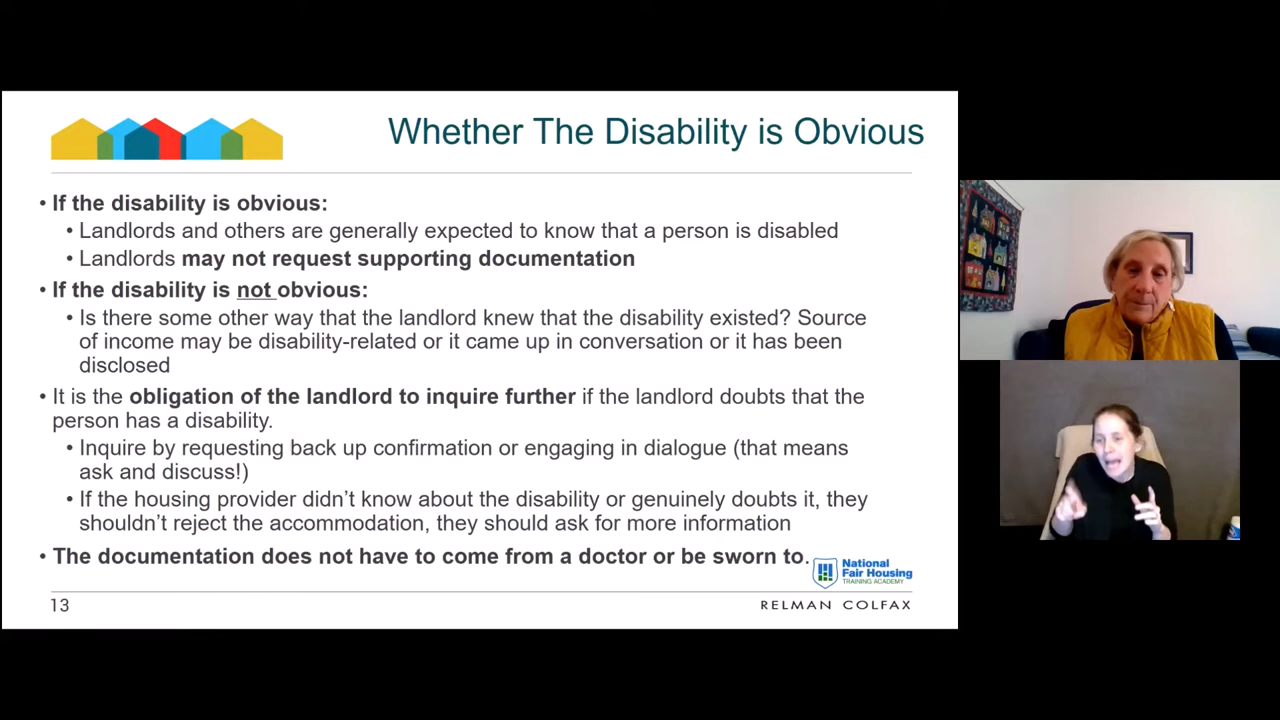 Whether The Disability is Obvious
• If the disability is obvious:
• Landlords and others are generally expected to know that a person is disabled
• Landlords may not request supporting documentation
• If the disability is not obvious:
• Is there some other way that the landlord knew that the disability existed? Source
of income may be disability-related or it came up in conversation or it has been
disclosed
• It is the obligation of the landlord to inquire further if the landlord doubts that the
person has a disability.
• Inquire by requesting back up confirmation or engaging in dialogue (that means
ask and discuss!)
• If the housing provider didn't know about the disability or genuinely doubts it, they
shouldn't reject the accommodation, they should ask for more information
• The documentation does not have to come from a doctor or be sworn to.
National
Fair Housing
TRAINING ACADEMY
13
RELMAN COLFAX